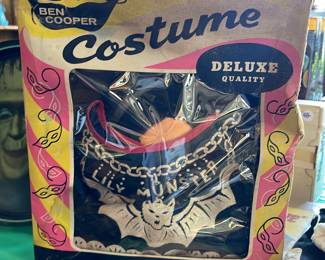 BEN
COOPER
Costume
DELUXE
QUALITY
LILY MUNSTER